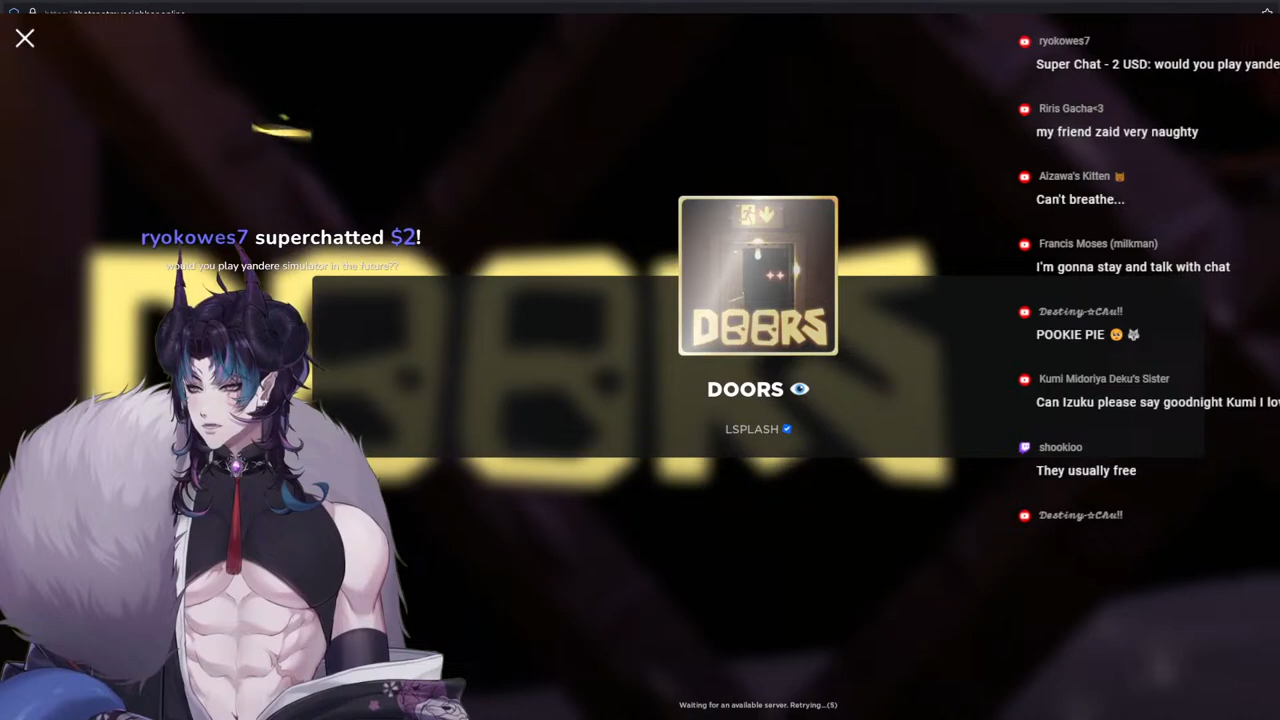 ryokowes7
Super Chat - 2 USD: would you play yande
Riris Gacha<3
my friend zaid very naughty
Aizawa's Kitten
Can't breathe...
ryokowes7 superchatted $2!
would you play yandere simulator in the future??
Francis Moses (milkman)
I'm gonna stay and talk with chat
DOORS
Destiny☆Chu!!
POOKIE PIE 🥺 🐺
DOORS
DOORS 👁
Kumi Midoriya Deku's Sister
Can Izuku please say goodnight Kumi I lo
LSPLASH
shookioo
They usually free
Destiny☆Chu!!
Waiting for an available server. Retrying...(5)